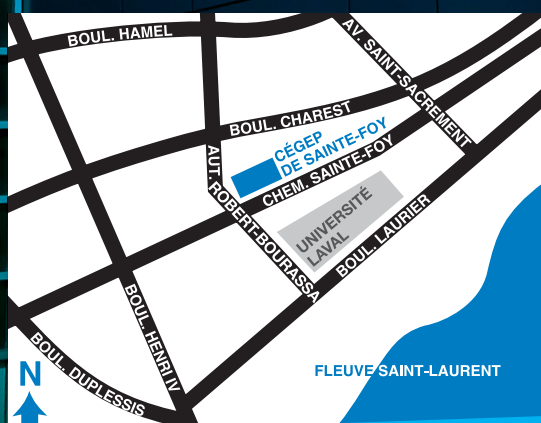 BOUL. HAMEL
AV. SAINT-SACREMENT
BOUL. CHAREST
CÉGEP
DE SAINTE-FOY
CHEM. SAINTE-FOY
AUT. ROBERT-BOURASSA
UNIVERSITÉ
LAVAL
BOUL. LAURIER
BOUL. HENRI IV
BOUL. DUPLESSIS
FLEUVE SAINT-LAURENT
N